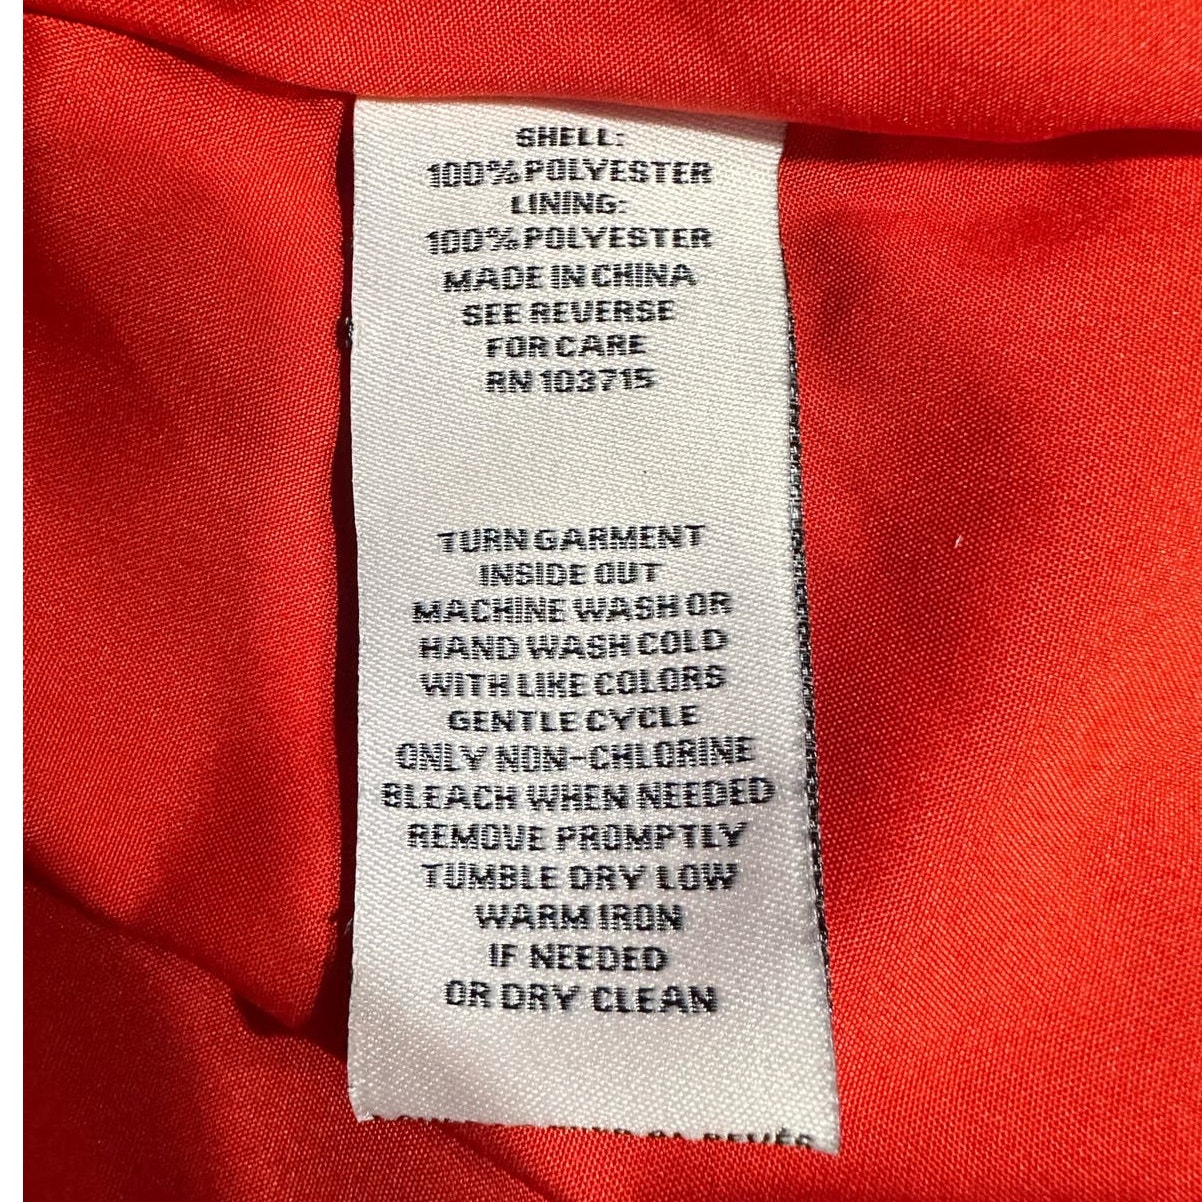 SHELL:
100% POLYESTER
LINING:
100% POLYESTER
MADE IN CHINA
SEE REVERSE
FOR CARE
RN 103715
TURN GARMENT
INSIDE OUT
MACHINE WASH OR
HAND WASH COLD
WITH LIKE COLORS
GENTLE CYCLE
ONLY NON-CHLORINE
BLEACH WHEN NEEDED
REMOVE PROMPTLY
TUMBLE DRY LOW
WARM IRON
IF NEEDED
OR DRY CLEAN